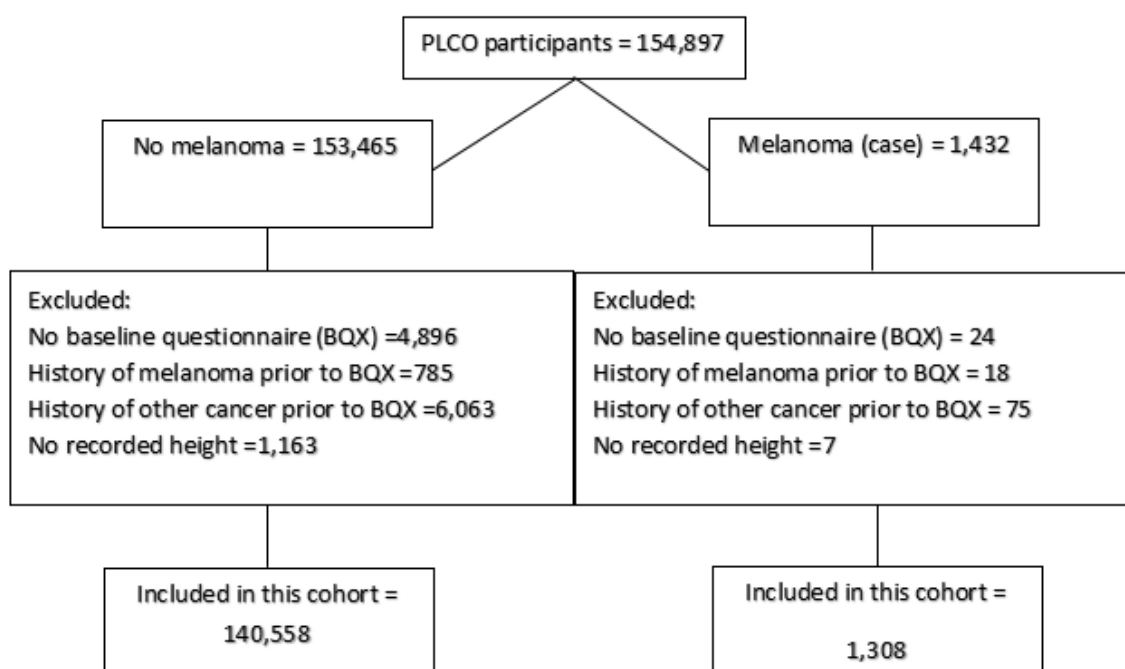 PLCO participants = 154,897
No melanoma = 153,465
Melanoma (case) = 1,432
Excluded:
No baseline questionnaire (BQX) =4,896
History of melanoma prior to BQX =785
History of other cancer prior to BQX =6,063
No recorded height =1,163
Excluded:
No baseline questionnaire (BQX) = 24
History of melanoma prior to BQX = 18
History of other cancer prior to BQX = 75
No recorded height =7
Included in this cohort =
140,558
Included in this cohort =
1,308